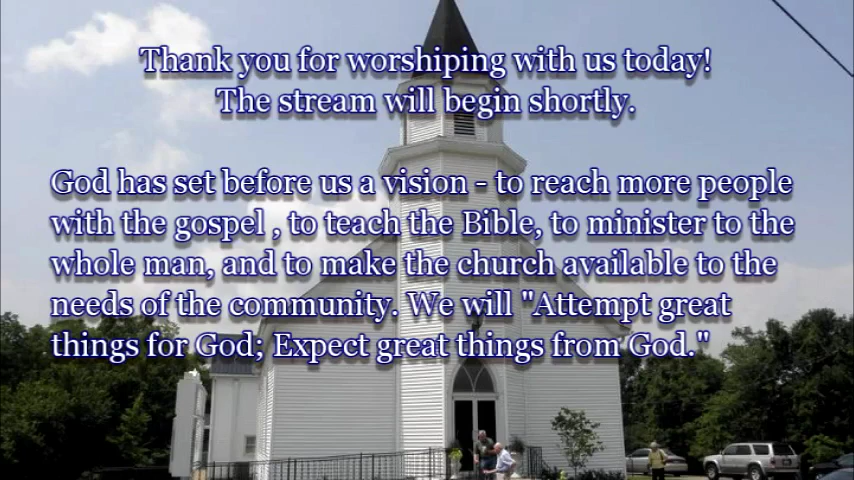 Thank you for worshiping with us today!
The stream will begin shortly.
God has set before us a vision - to reach more people
with the gospel , to teach the Bible, to minister to the
whole man, and to make the church available to the
needs of the community. We will "Attempt great
things for God; Expect great things from God."